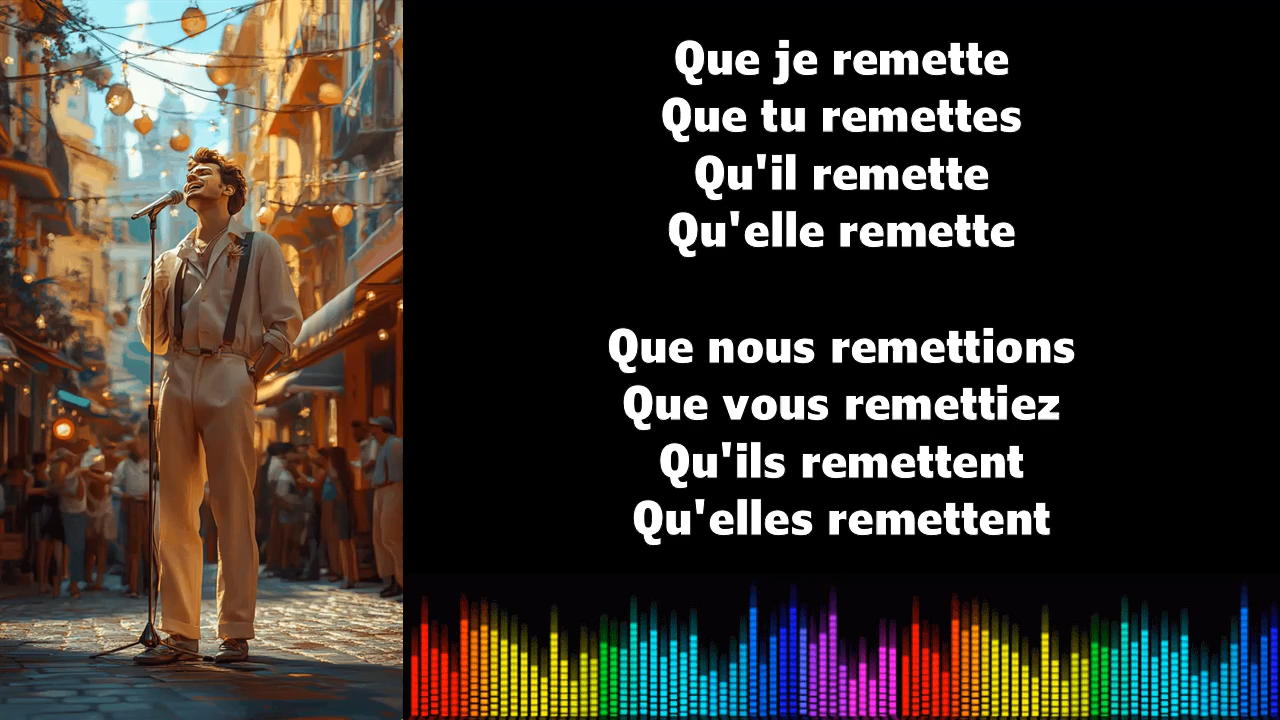 Que je remette
Que tu remettes
Qu'il remette
Qu'elle remette
Que nous remettions
Que vous remettiez
Qu'ils remettent
Qu'elles remettent